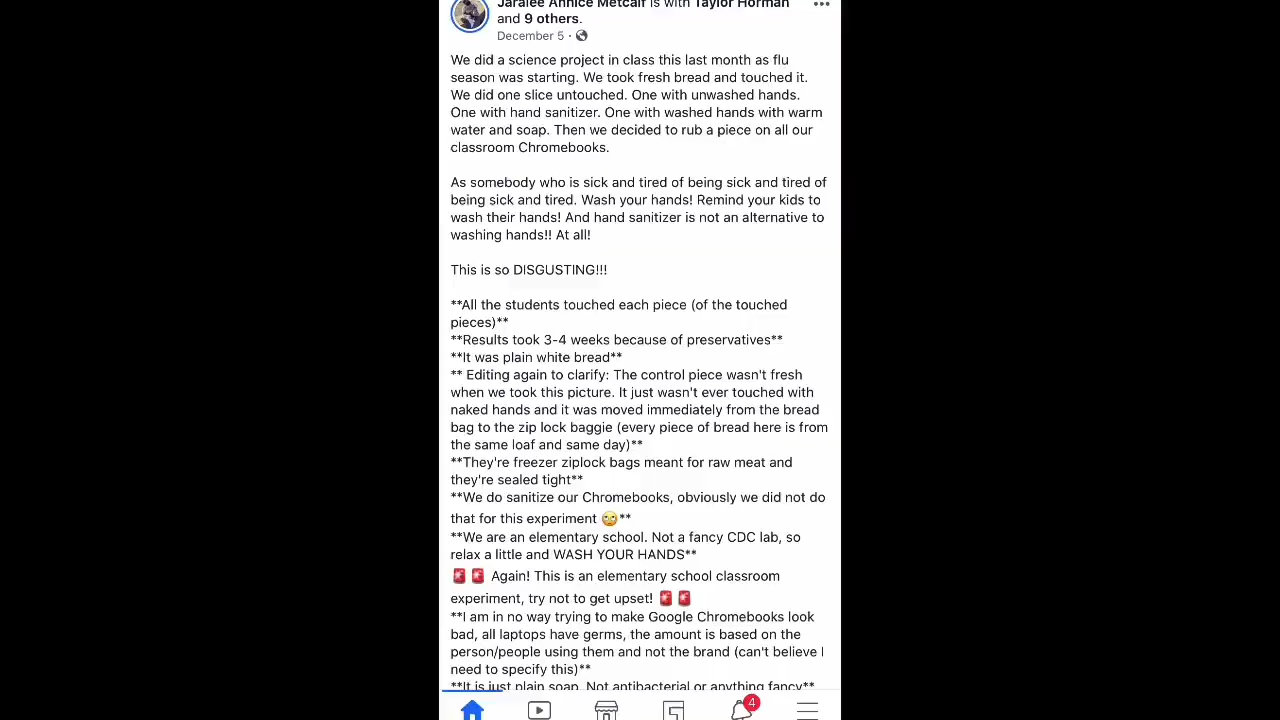 Jaralee Annice Metcalf is with Taylor Horman
and 9 others.
December 5 ·
We did a science project in class this last month as flu
season was starting. We took fresh bread and touched it.
We did one slice untouched. One with unwashed hands.
One with hand sanitizer. One with washed hands with warm
water and soap. Then we decided to rub a piece on all our
classroom Chromebooks.
As somebody who is sick and tired of being sick and tired of
being sick and tired. Wash your hands! Remind your kids to
wash their hands! And hand sanitizer is not an alternative to
washing hands!! At all!
This is so DISGUSTING!!!
**All the students touched each piece (of the touched
pieces)**
**Results took 3-4 weeks because of preservatives**
**It was plain white bread**
** Editing again to clarify: The control piece wasn't fresh
when we took this picture. It just wasn't ever touched with
naked hands and it was moved immediately from the bread
bag to the zip lock baggie (every piece of bread here is from
the same loaf and same day)**
**They're freezer ziplock bags meant for raw meat and
they're sealed tight**
**We do sanitize our Chromebooks, obviously we did not do
that for this experiment 🙄**
**We are an elementary school. Not a fancy CDC lab, so
relax a little and WASH YOUR HANDS**
🚨🚨 Again! This is an elementary school classroom
experiment, try not to get upset! 🚨🚨
**I am in no way trying to make Google Chromebooks look
bad, all laptops have germs, the amount is based on the
person/people using them and not the brand (can't believe I
need to specify this)**
**It is just plain soap. Not antibacterial or anything fancy**
4